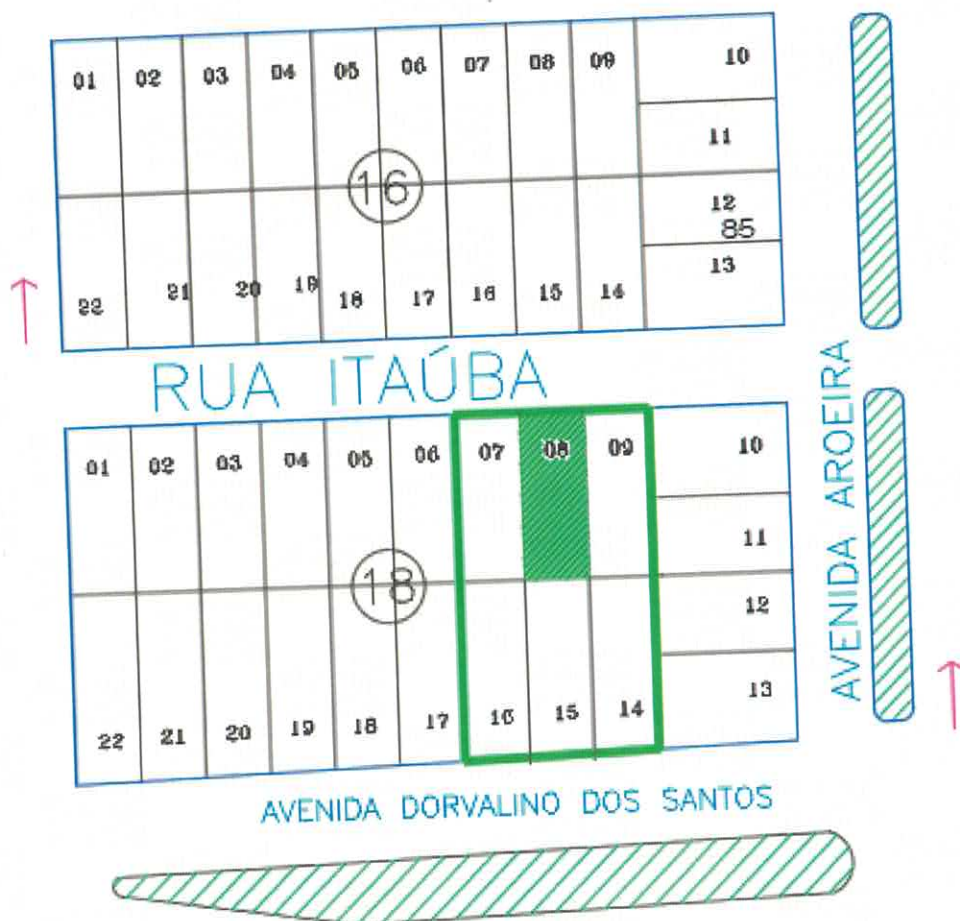 01 02 03 04 05 06 07 08 09 10
11
16
12
85
13
22 21 20 19 18 17 16 15 14
RUA ITAÚBA
AVENIDA AROEIRA
01 02 03 04 05 06 07 08 09 10
11
18
12
13
22 21 20 19 18 17 16 15 14
AVENIDA DORVALINO DOS SANTOS